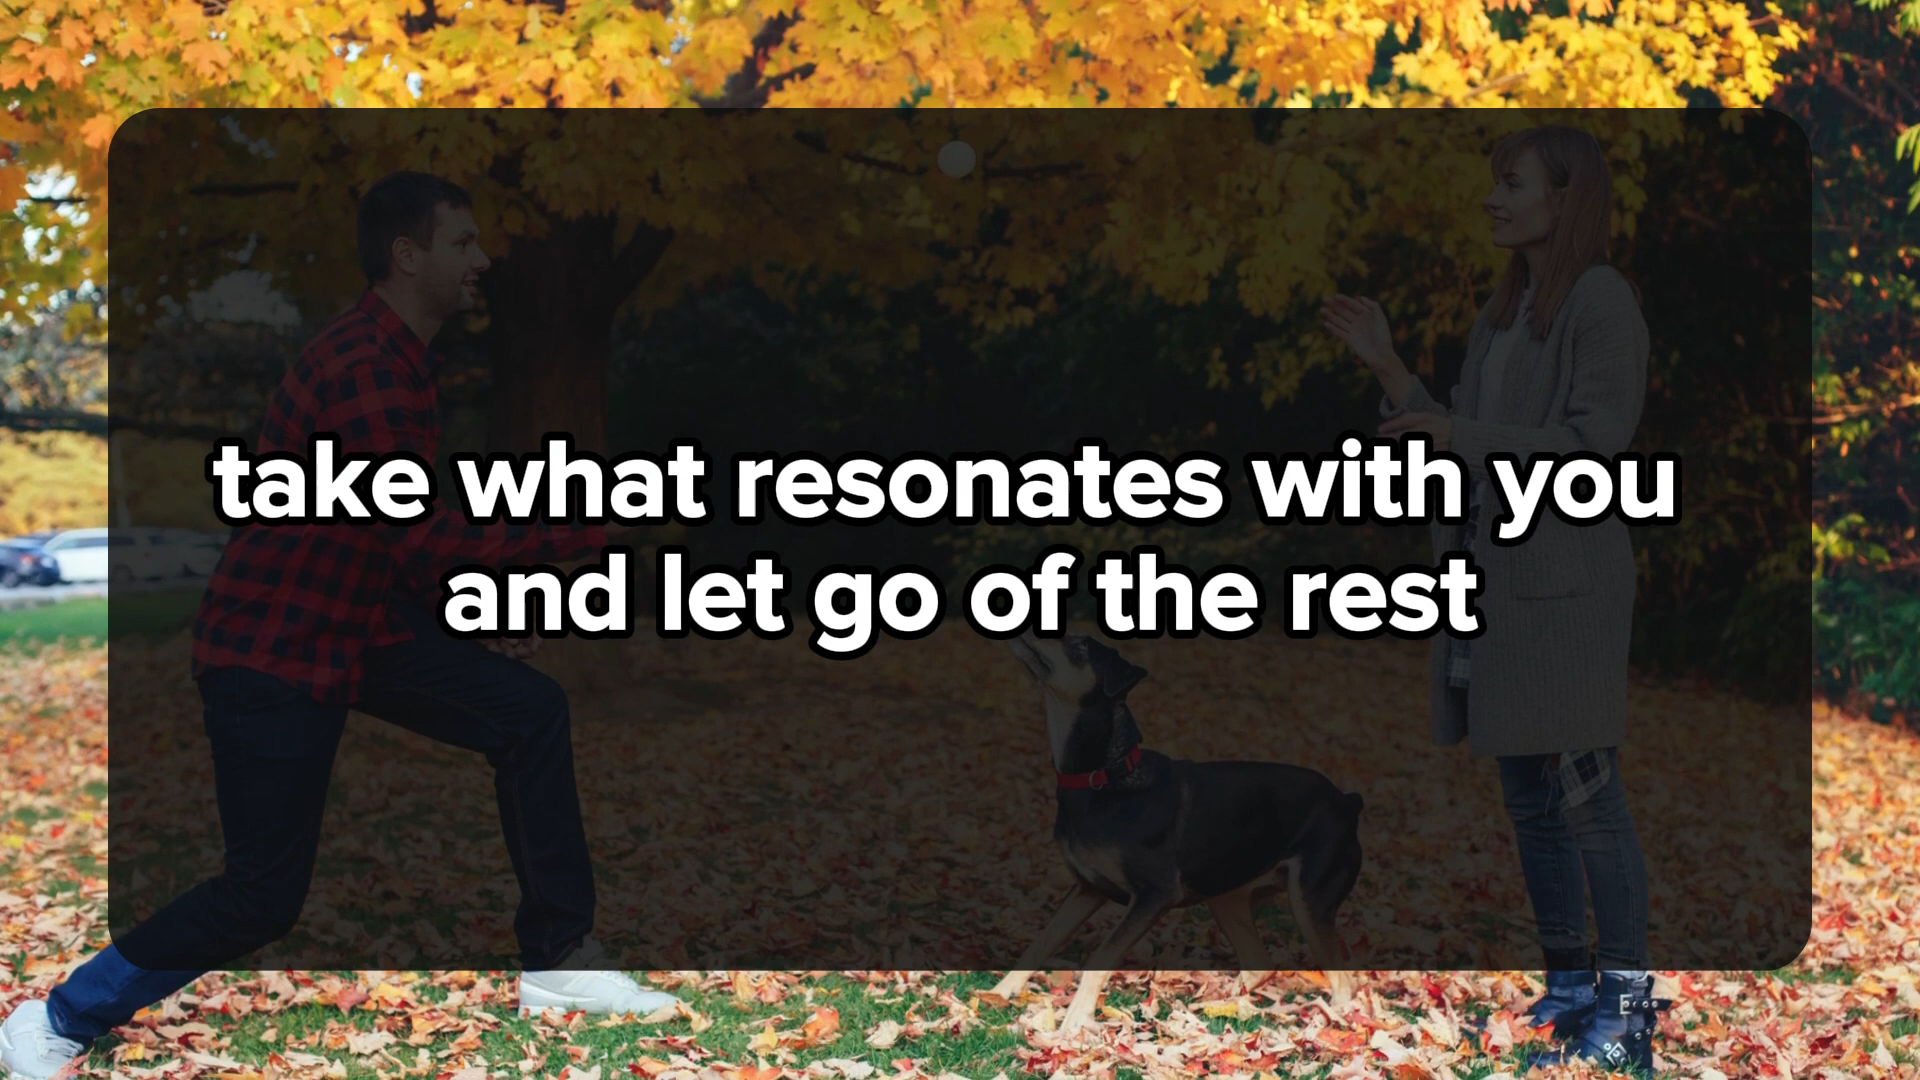 take what resonates with you
and let go of the rest